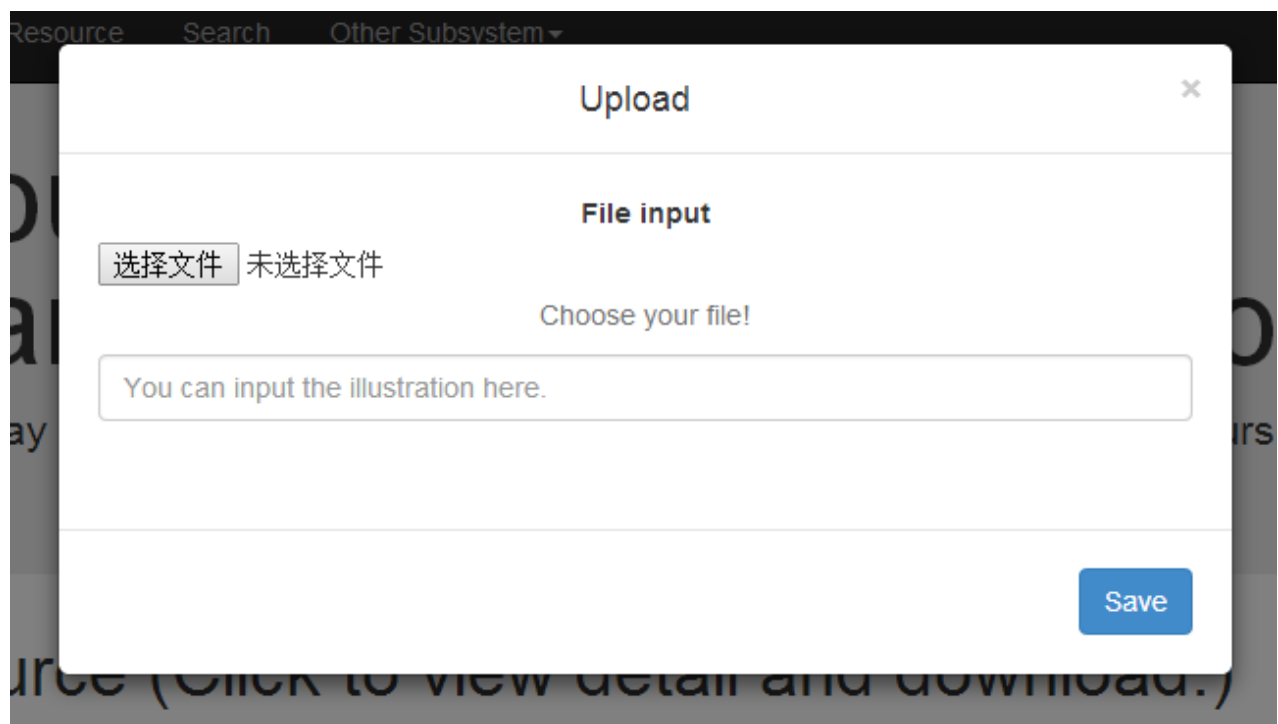 Resource Search Other Subsystem
Upload
×
File input
选择文件 未选择文件
Choose your file!
You can input the illustration here.
Save
(Click to view detail and download.)